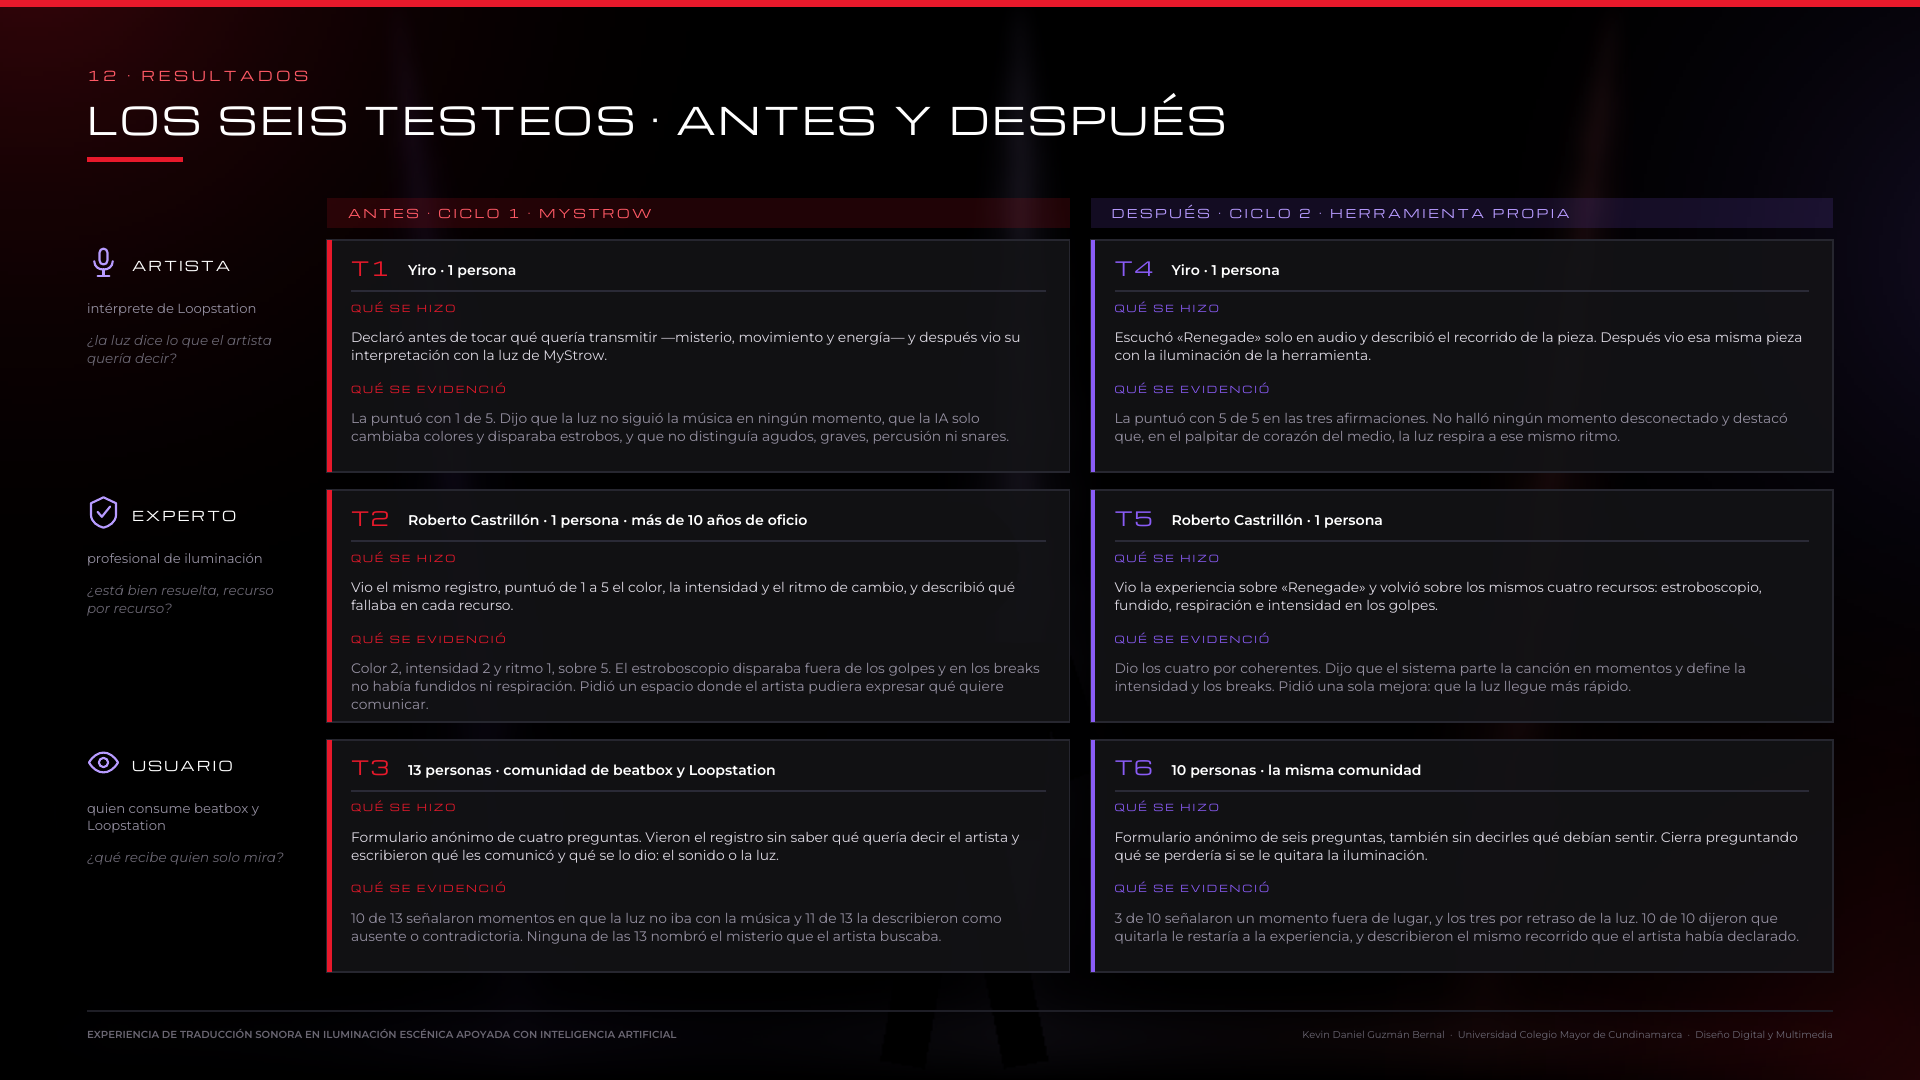 12 · RESULTADOS
LOS SEIS TESTEOS · ANTES Y DESPUÉS
ANTES · CICLO 1 · MYSTROW
DESPUÉS · CICLO 2 · HERRAMIENTA PROPIA
ARTISTA
intérprete de Loopstation
¿la luz dice lo que el artista
quería decir?
T1 Yiro · 1 persona
QUÉ SE HIZO
Declaró antes de tocar qué quería transmitir —misterio, movimiento y energía— y después vio su
interpretación con la luz de MyStrow.
QUÉ SE EVIDENCIÓ
La puntuó con 1 de 5. Dijo que la luz no siguió la música en ningún momento, que la IA solo
cambiaba colores y disparaba estrobos, y que no distinguía agudos, graves, percusión ni snares.
T4 Yiro · 1 persona
QUÉ SE HIZO
Escuchó «Renegade» solo en audio y describió el recorrido de la pieza. Después vio esa misma pieza
con la iluminación de la herramienta.
QUÉ SE EVIDENCIÓ
La puntuó con 5 de 5 en las tres afirmaciones. No halló ningún momento desconectado y destacó
que, en el palpitar de corazón del medio, la luz respira a ese mismo ritmo.
EXPERTO
profesional de iluminación
¿está bien resuelta, recurso
por recurso?
T2 Roberto Castrillón · 1 persona · más de 10 años de oficio
QUÉ SE HIZO
Vio el mismo registro, puntuó de 1 a 5 el color, la intensidad y el ritmo de cambio, y describió qué
fallaba en cada recurso.
QUÉ SE EVIDENCIÓ
Color 2, intensidad 2 y ritmo 1, sobre 5. El estroboscopio disparaba fuera de los golpes y en los breaks
no había fundidos ni respiración. Pidió un espacio donde el artista pudiera expresar qué quiere
comunicar.
T5 Roberto Castrillón · 1 persona
QUÉ SE HIZO
Vio la experiencia sobre «Renegade» y volvió sobre los mismos cuatro recursos: estroboscopio,
fundido, respiración e intensidad en los golpes.
QUÉ SE EVIDENCIÓ
Dio los cuatro por coherentes. Dijo que el sistema parte la canción en momentos y define la
intensidad y los breaks. Pidió una sola mejora: que la luz llegue más rápido.
USUARIO
quien consume beatbox y
Loopstation
¿qué recibe quien solo mira?
T3 13 personas · comunidad de beatbox y Loopstation
QUÉ SE HIZO
Formulario anónimo de cuatro preguntas. Vieron el registro sin saber qué quería decir el artista y
escribieron qué les comunicó y qué se lo dio: el sonido o la luz.
QUÉ SE EVIDENCIÓ
10 de 13 señalaron momentos en que la luz no iba con la música y 11 de 13 la describieron como
ausente o contradictoria. Ninguna de las 13 nombró el misterio que el artista buscaba.
T6 10 personas · la misma comunidad
QUÉ SE HIZO
Formulario anónimo de seis preguntas, también sin decirles qué debían sentir. Cierra preguntando
qué se perdería si se le quitara la iluminación.
QUÉ SE EVIDENCIÓ
3 de 10 señalaron un momento fuera de lugar, y los tres por retraso de la luz. 10 de 10 dijeron que
quitarla le restaría a la experiencia, y describieron el mismo recorrido que el artista había declarado.
EXPERIENCIA DE TRADUCCIÓN SONORA EN ILUMINACIÓN ESCÉNICA APOYADA CON INTELIGENCIA ARTIFICIAL
Kevin Daniel Guzmán Bernal · Universidad Colegio Mayor de Cundinamarca · Diseño Digital y Multimedia